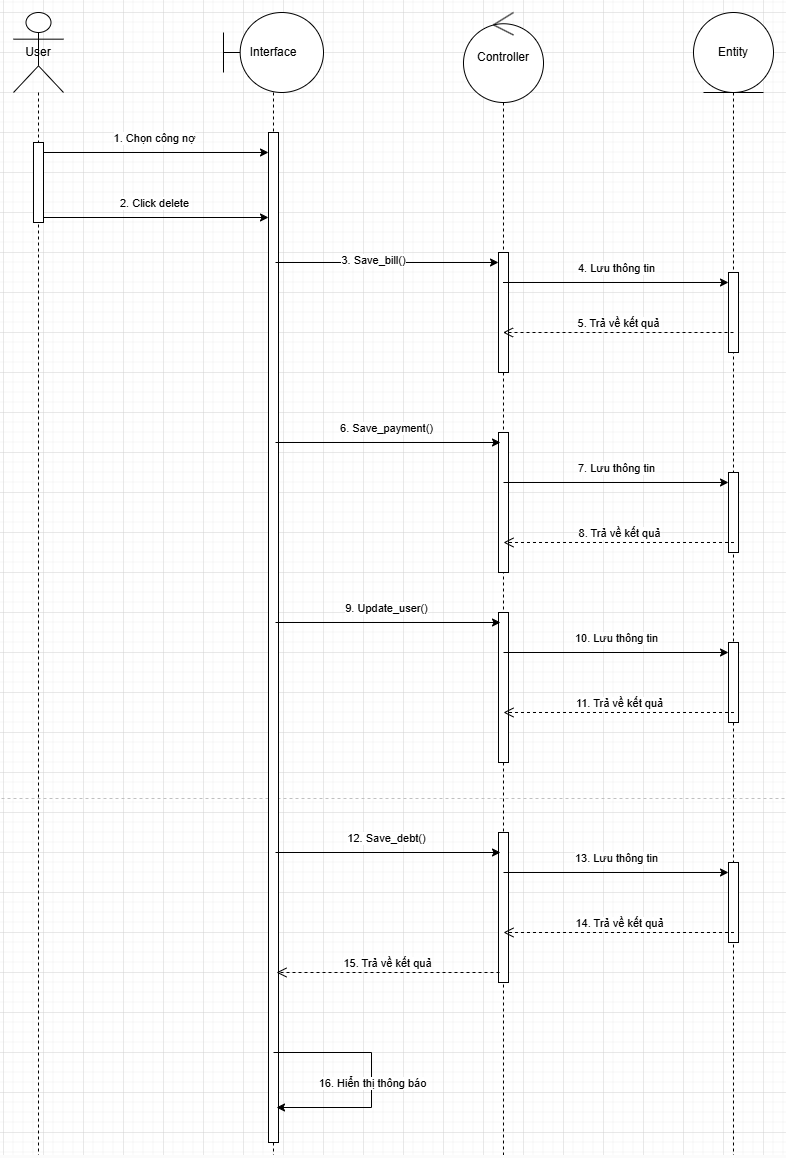 User
Interface
Controller
Entity
1. Chọn công nợ
2. Click delete
3. Save_bill()
4. Lưu thông tin
5. Trả về kết quả
6. Save_payment()
7. Lưu thông tin
8. Trả về kết quả
9. Update_user()
10. Lưu thông tin
11. Trả về kết quả
12. Save_debt()
13. Lưu thông tin
14. Trả về kết quả
15. Trả về kết quả
16. Hiển thị thông báo